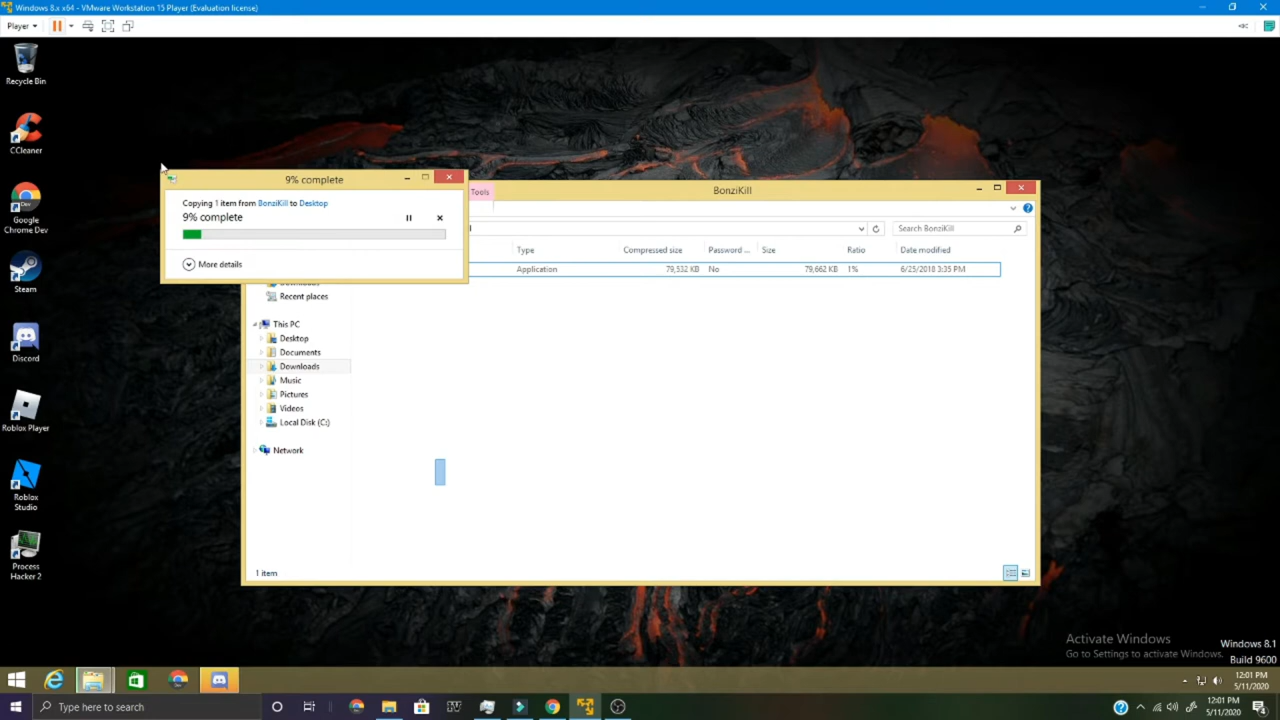 Windows 8.x x64 - VMware Workstation 15 Player (Evaluation license)
Player
Recycle Bin
CCleaner
Dev
Google
Chrome Dev
Steam
Discord
Roblox Player
Roblox
Studio
Process
Hacker 2
9% complete
Copying 1 item from BonziKill to Desktop
9% complete
More details
Tools
BonziKill
Search BonziKill
Type
Compressed size
Password ...
Size
Ratio
Date modified
Application
79,532 KB
No
79,662 KB
1%
6/25/2018 3:35 PM
Recent places
This PC
Desktop
Documents
Downloads
Music
Pictures
Videos
Local Disk (C:)
Network
1 item
Activate Windows
Go to Settings to activate Windows.
Windows 8.1
Build 9600
12:01 PM
5/11/2020
Type here to search
12:01 PM
5/11/2020